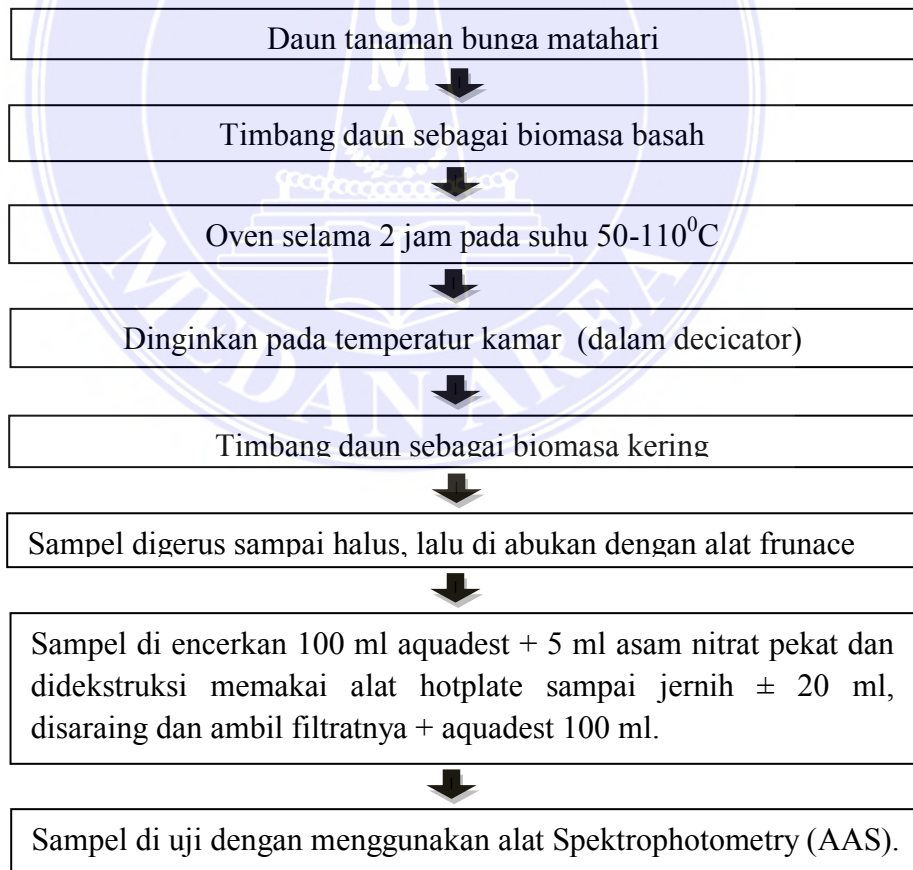 Daun tanaman bunga matahari
Timbang daun sebagai biomasa basah
Oven selama 2 jam pada suhu 50-110⁰C
Dinginkan pada temperatur kamar (dalam decicator)
Timbang daun sebagai biomasa kering
Sampel digerus sampai halus, lalu di abukan dengan alat frunace
Sampel di encerkan 100 ml aquadest + 5 ml asam nitrat pekat dan
didekstruksi memakai alat hotplate sampai jernih ± 20 ml,
disaraing dan ambil filtratnya + aquadest 100 ml.
Sampel di uji dengan menggunakan alat Spektrophotometry (AAS).
UMA
MEDAN AREA